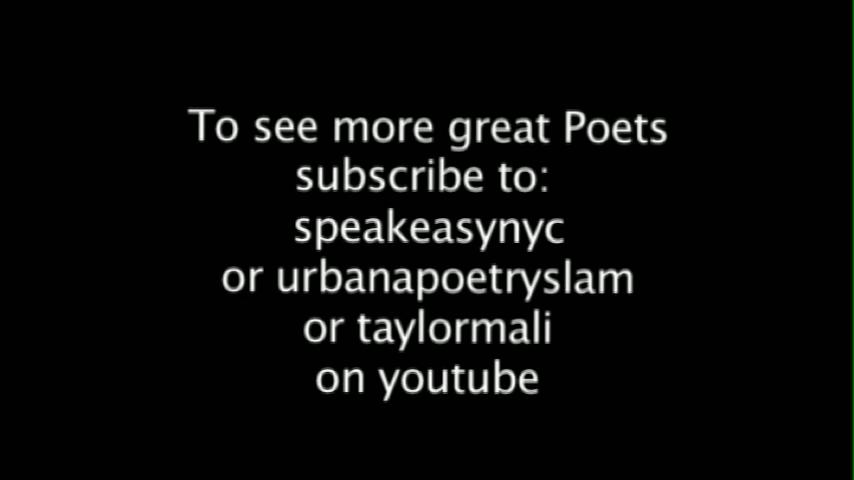 To see more great Poets
subscribe to:
speakeasynyc
or urbanapoetryslam
or taylormali
on youtube